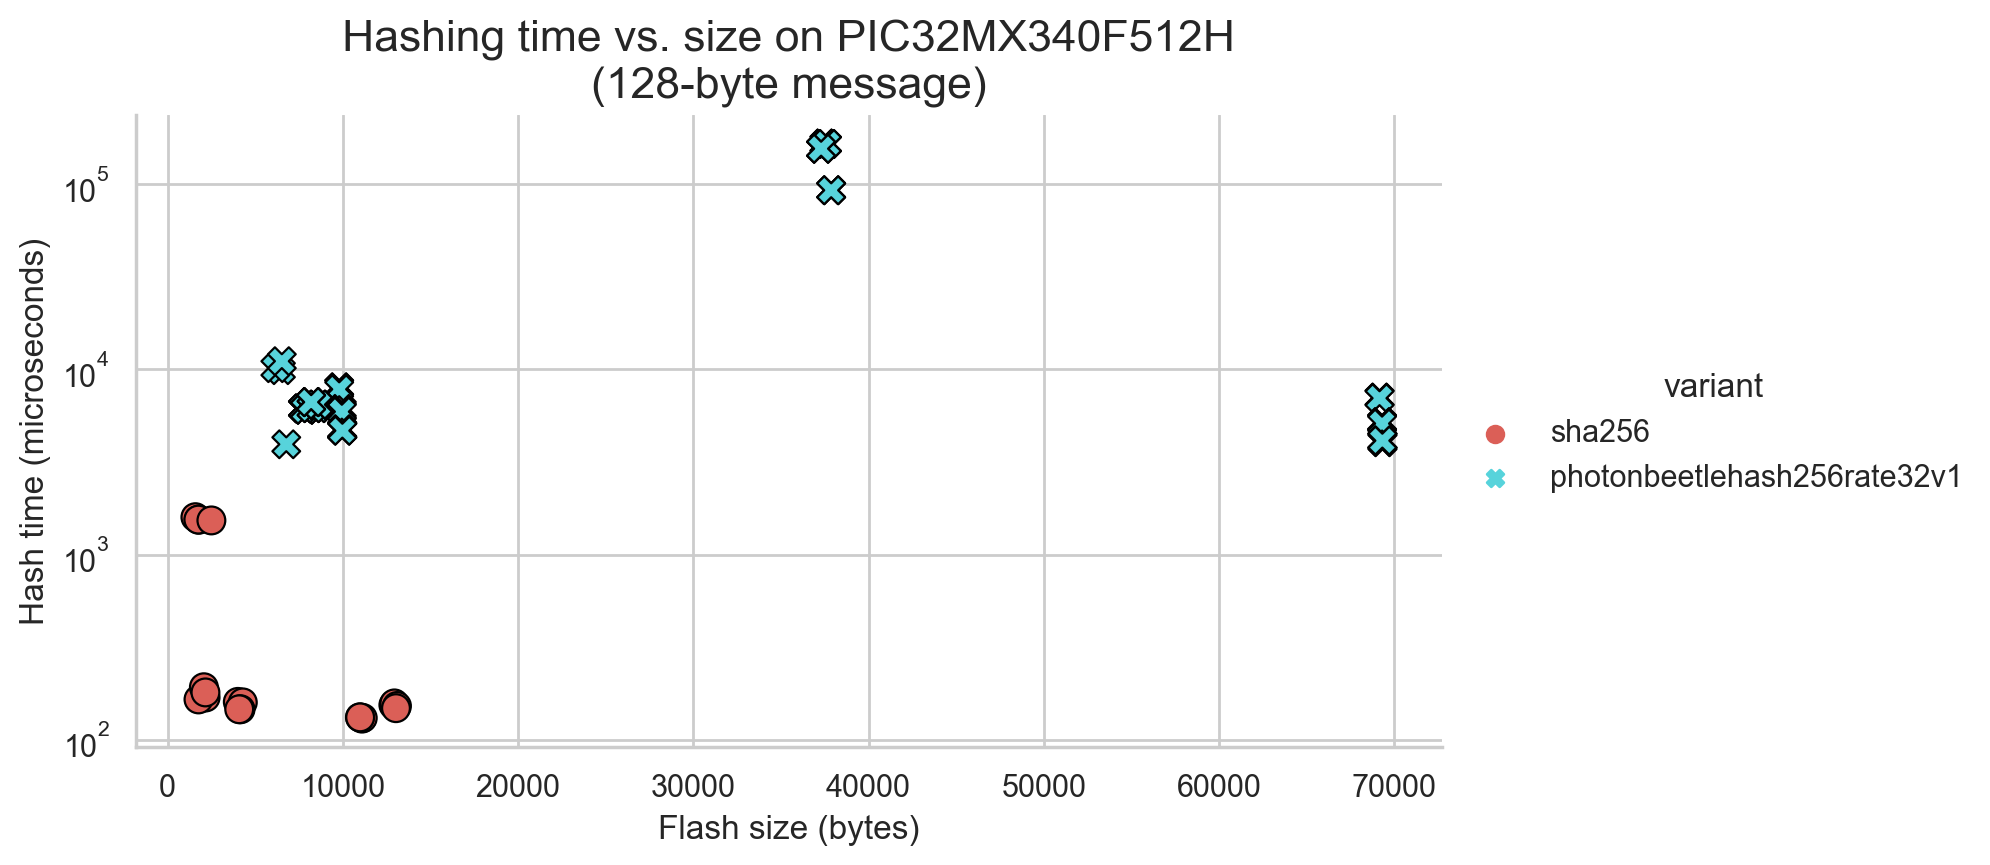 Hashing time vs. size on PIC32MX340F512H
(128-byte message)
Hash time (microseconds)
10^5
10^4
10^3
10^2
0 10000 20000 30000 40000 50000 60000 70000
Flash size (bytes)
variant
sha256
photonbeetlehash256rate32v1